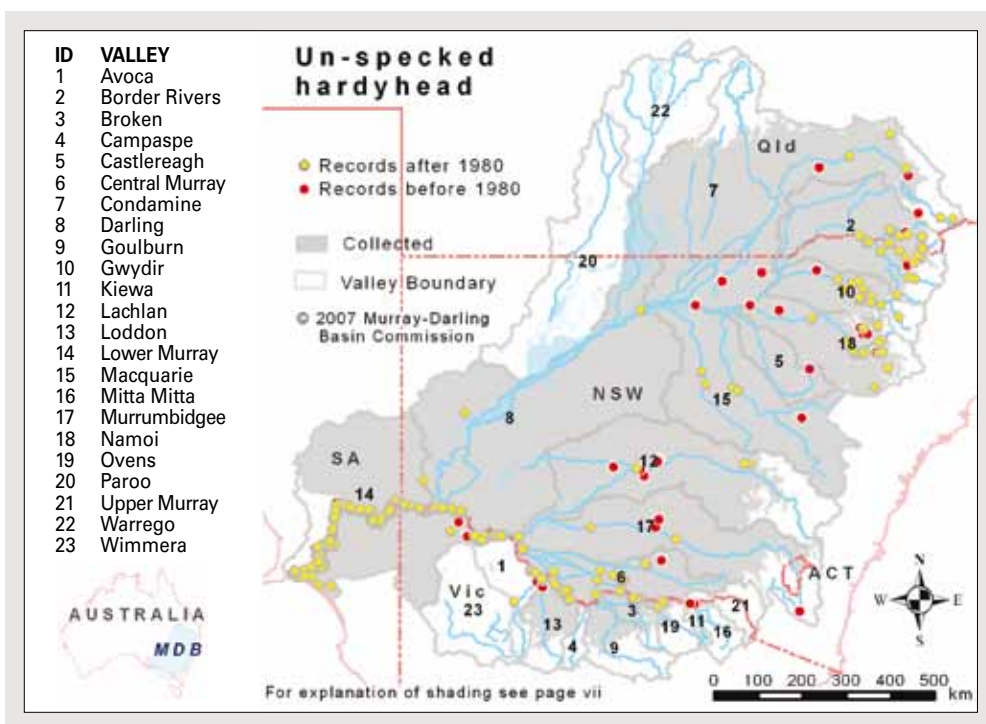 ID VALLEY
1 Avoca
2 Border Rivers
3 Broken
4 Campaspe
5 Castlereagh
6 Central Murray
7 Condamine
8 Darling
9 Goulburn
10 Gwydir
11 Kiewa
12 Lachlan
13 Loddon
14 Lower Murray
15 Macquarie
16 Mitta Mitta
17 Murrumbidgee
18 Namoi
19 Ovens
20 Paroo
21 Upper Murray
22 Warrego
23 Wimmera
AUSTRALIA
MDB
Un-specked
hardyhead
Records after 1980
Records before 1980
Collected
Valley Boundary
© 2007 Murray-Darling
Basin Commission
22
Qld
7
2
20
10
18
5
NSW
15
8
SA
12
14
17
ACT
1
6
Vic
23
3
21
13
19
11
16
4
9
N
W E
S
For explanation of shading see page vii
0 100 200 300 400 500
km